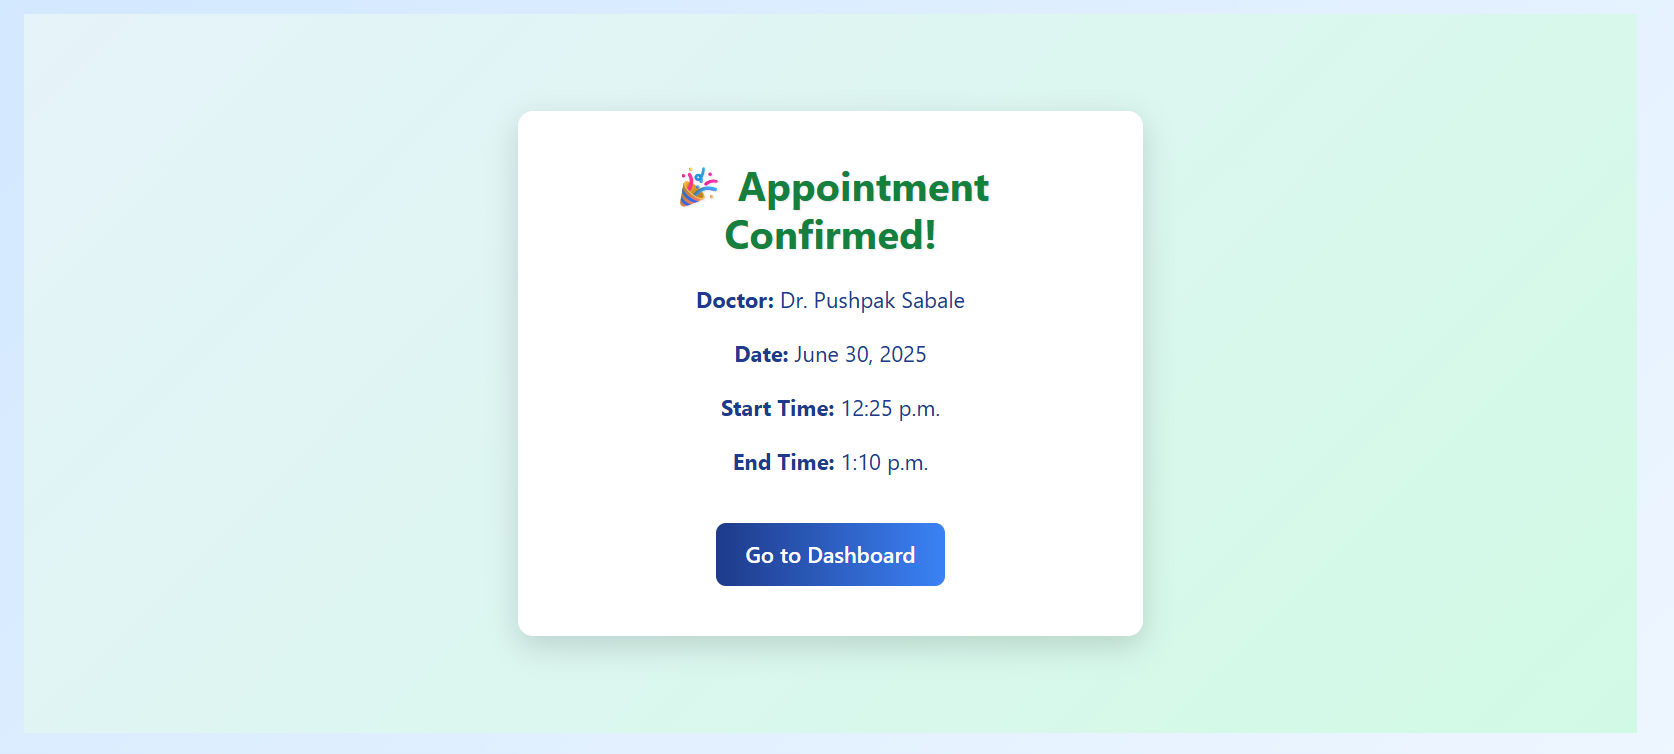 🎉 Appointment
Confirmed!
Doctor: Dr. Pushpak Sabale
Date: June 30, 2025
Start Time: 12:25 p.m.
End Time: 1:10 p.m.
Go to Dashboard